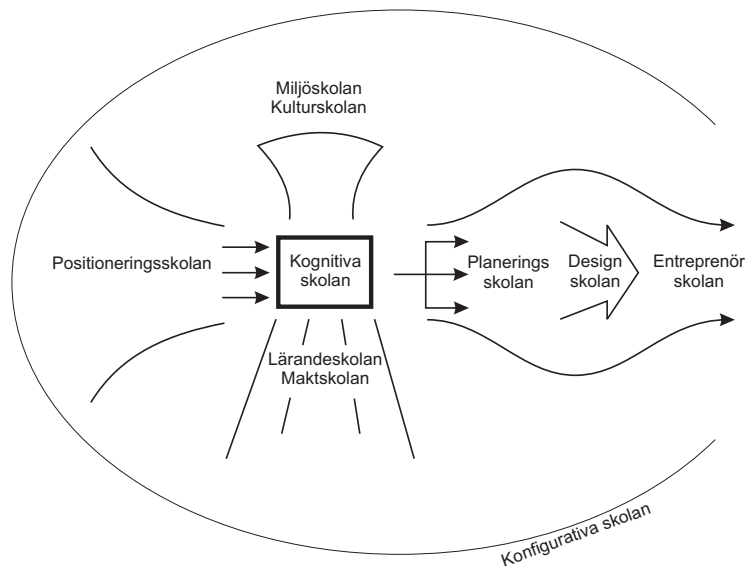 Miljöskolan
Kulturskolan
Positioneringsskolan
Kognitiva
skolan
Planerings
skolan
Design
skolan
Entreprenör
skolan
Lärandeskolan
Maktskolan
Konfigurativa skolan